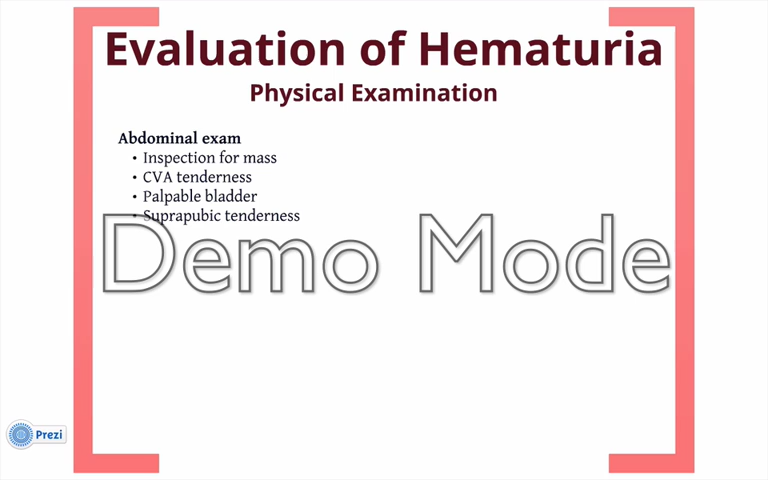 Evaluation of Hematuria
Physical Examination
Abdominal exam
• Inspection for mass
• CVA tenderness
• Palpable bladder
• Suprapubic tenderness
Demo Mode
Prezi